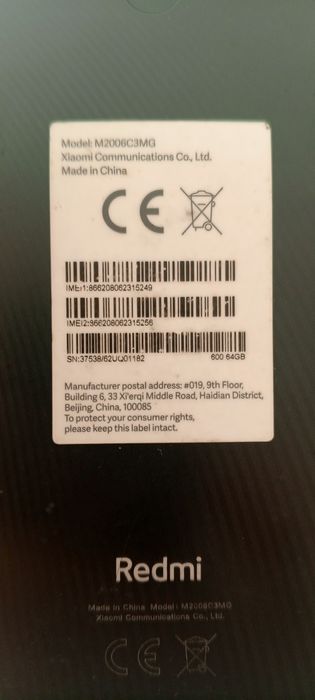 Model: M2006C3MG
Xiaomi Communications Co., Ltd.
Made in China
CE
IMEI1:866208062315249
IMEI2:866208062315256
SN:37538/62UQ01182 600 64GB
Manufacturer postal address: #019, 9th Floor,
Building 6, 33 Xi'erqi Middle Road, Haidian District,
Beijing, China, 100085
To protect your consumer rights,
please keep this label intact.
Redmi
Made in China Model: M2006C3MG
Xiaomi Communications Co., Ltd.
CE